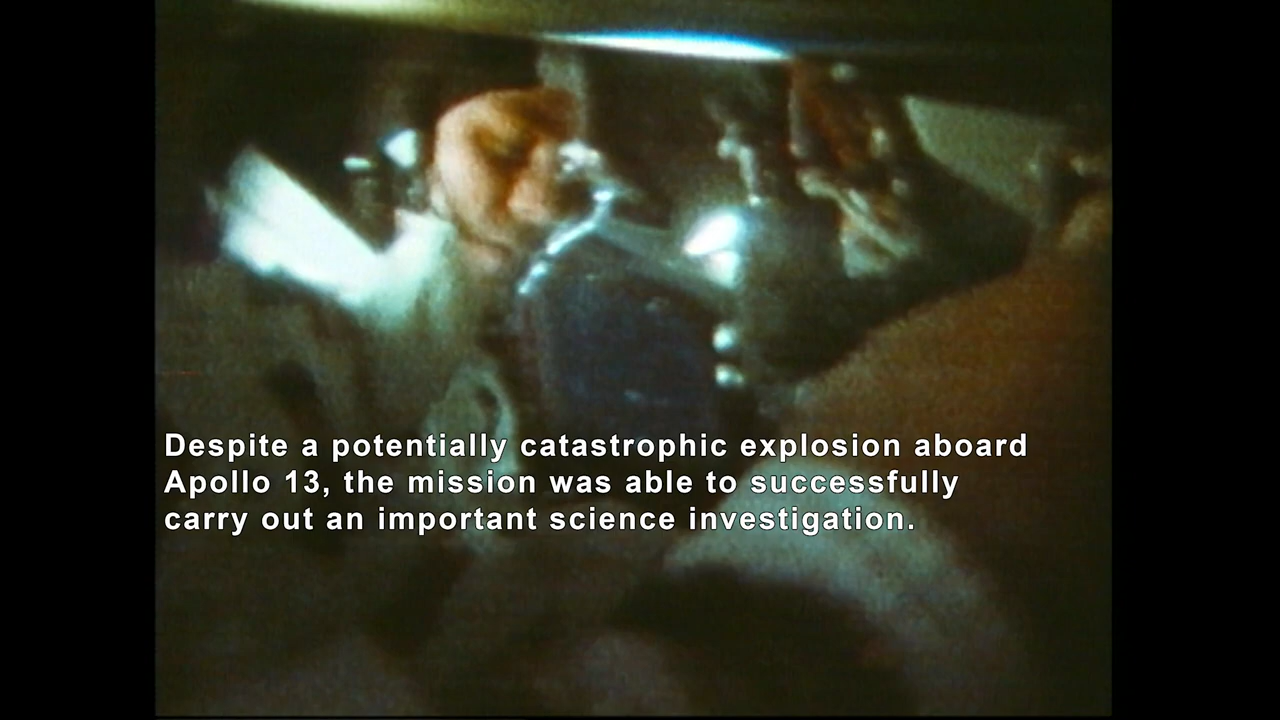 Despite a potentially catastrophic explosion aboard
Apollo 13, the mission was able to successfully
carry out an important science investigation.